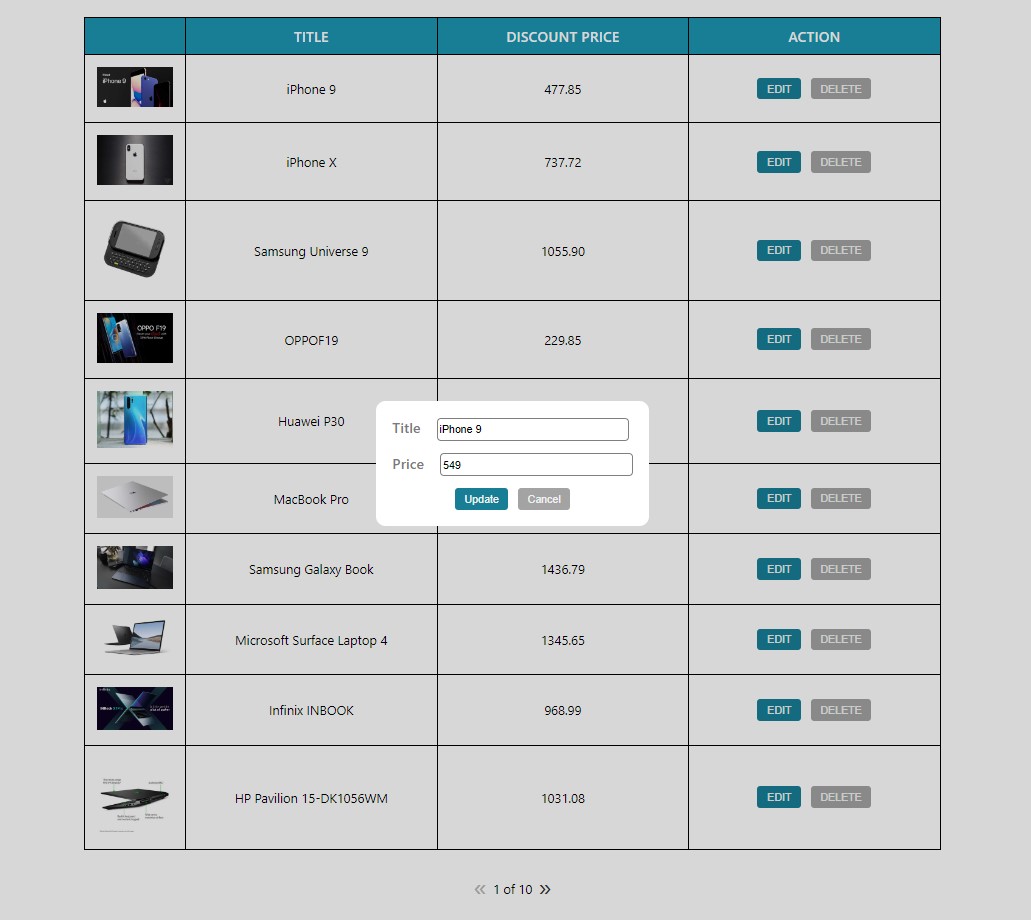 TITLE DISCOUNT PRICE ACTION
iPhone 9
iPhone 9 477.85 EDIT DELETE
iPhone X 737.72 EDIT DELETE
Samsung Universe 9 1055.90 EDIT DELETE
OPPO F19
OPPOF19 229.85 EDIT DELETE
Huawei P30 EDIT DELETE
Title iPhone 9
Price 549
Update Cancel
MacBook Pro EDIT DELETE
Samsung Galaxy Book 1436.79 EDIT DELETE
Microsoft Surface Laptop 4 1345.65 EDIT DELETE
Infinix INBOOK 968.99 EDIT DELETE
HP Pavilion 15-DK1056WM 1031.08 EDIT DELETE
« 1 of 10 »